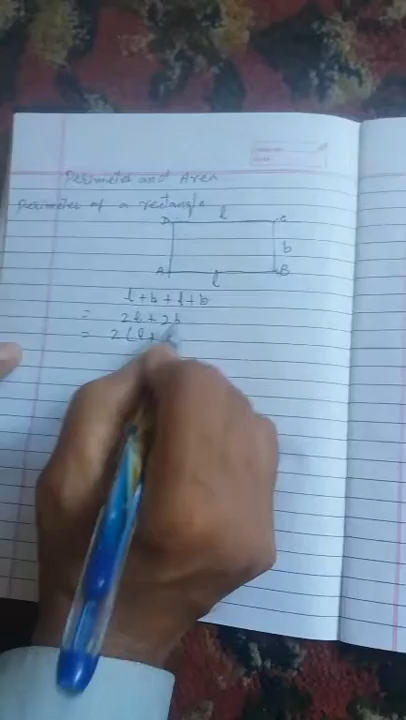 Perimeter and Area
Perimeter of a rectangle
D l C
b
A l B
l+b+l+b
= 2l+2b
= 2(l+